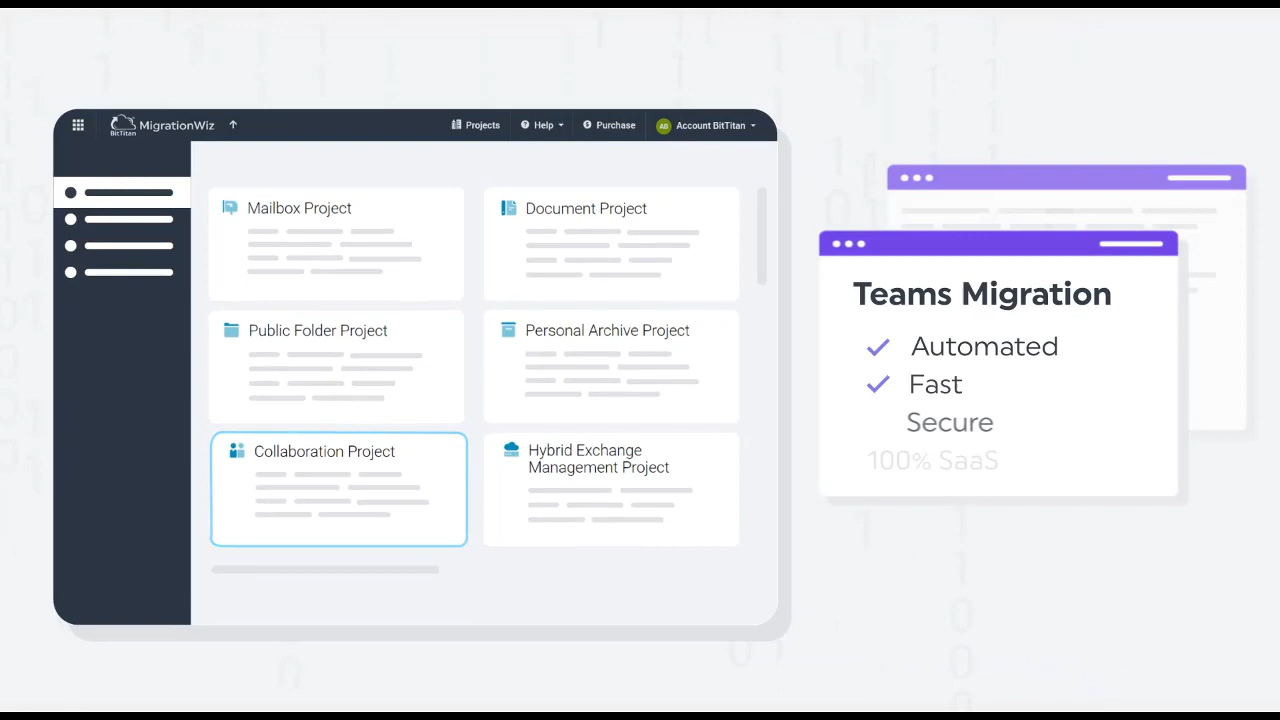 BitTitan MigrationWiz
Projects
Help
Purchase
AB
Account BitTitan
Mailbox Project
Document Project
Public Folder Project
Personal Archive Project
Collaboration Project
Hybrid Exchange
Management Project
Teams Migration
Automated
Fast
Secure
100% SaaS